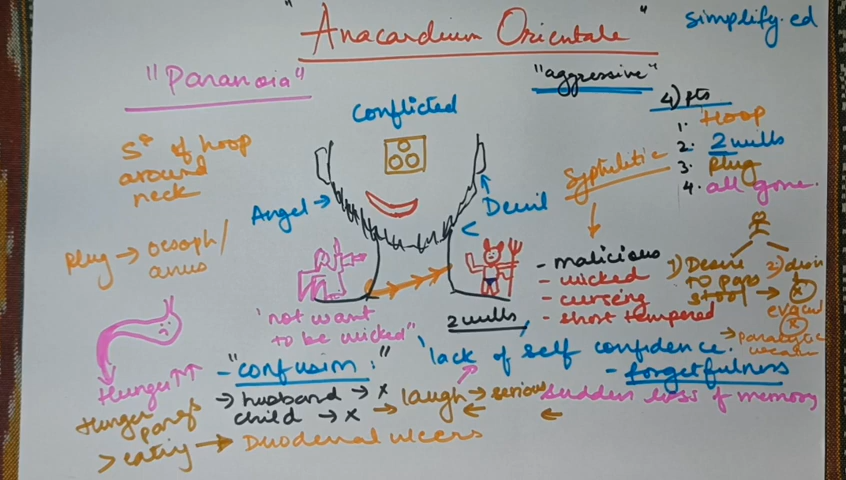 "Anacardium Orientale"
simplify.ed
"Paranoia"
"aggressive"
Conflicted
4) pts
1. Hoop
2. 2 wills
3. Plug
4. all gone.
Sⁿ of hoop
around
neck
Syphilitic
Angel →
Devil
Plug → oesoph/
anus
- malicious
- wicked
- cursing
- short tempered
1) Desire
to pass
stool →
2) desire
evacu
→ paralytic
"not want
to be wicked"
2 wills
Hunger ↑↑
- "confusion:"
'lack of self confidence.
- forgetfulness
→ husband → x
child → x
→ laugh → serious
sudden loss of memory
Hunger
pangs
> eating → Duodenal ulcers